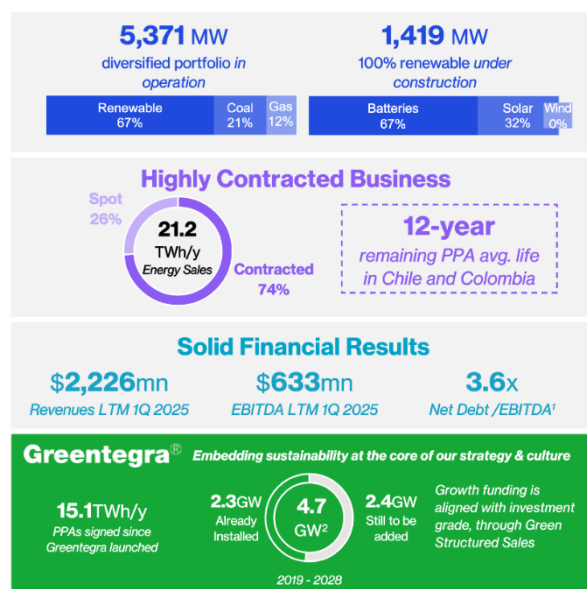 5,371 MW
diversified portfolio in
operation
Renewable
67%
Coal
21%
Gas
12%
1,419 MW
100% renewable under
construction
Batteries
67%
Solar
32%
Wind
0%
Highly Contracted Business
Spot
26%
21.2
TWh/y
Energy Sales
Contracted
74%
12-year
remaining PPA avg. life
in Chile and Colombia
Solid Financial Results
$2,226mn
Revenues LTM 1Q 2025
$633mn
EBITDA LTM 1Q 2025
3.6x
Net Debt /EBITDA¹
Greentegra® Embedding sustainability at the core of our strategy & culture
15.1TWh/y
PPAs signed since
Greentegra launched
2.3GW
Already
Installed
4.7
GW²
2.4GW
Still to be
added
2019 - 2028
Growth funding is
aligned with investment
grade, through Green
Structured Sales